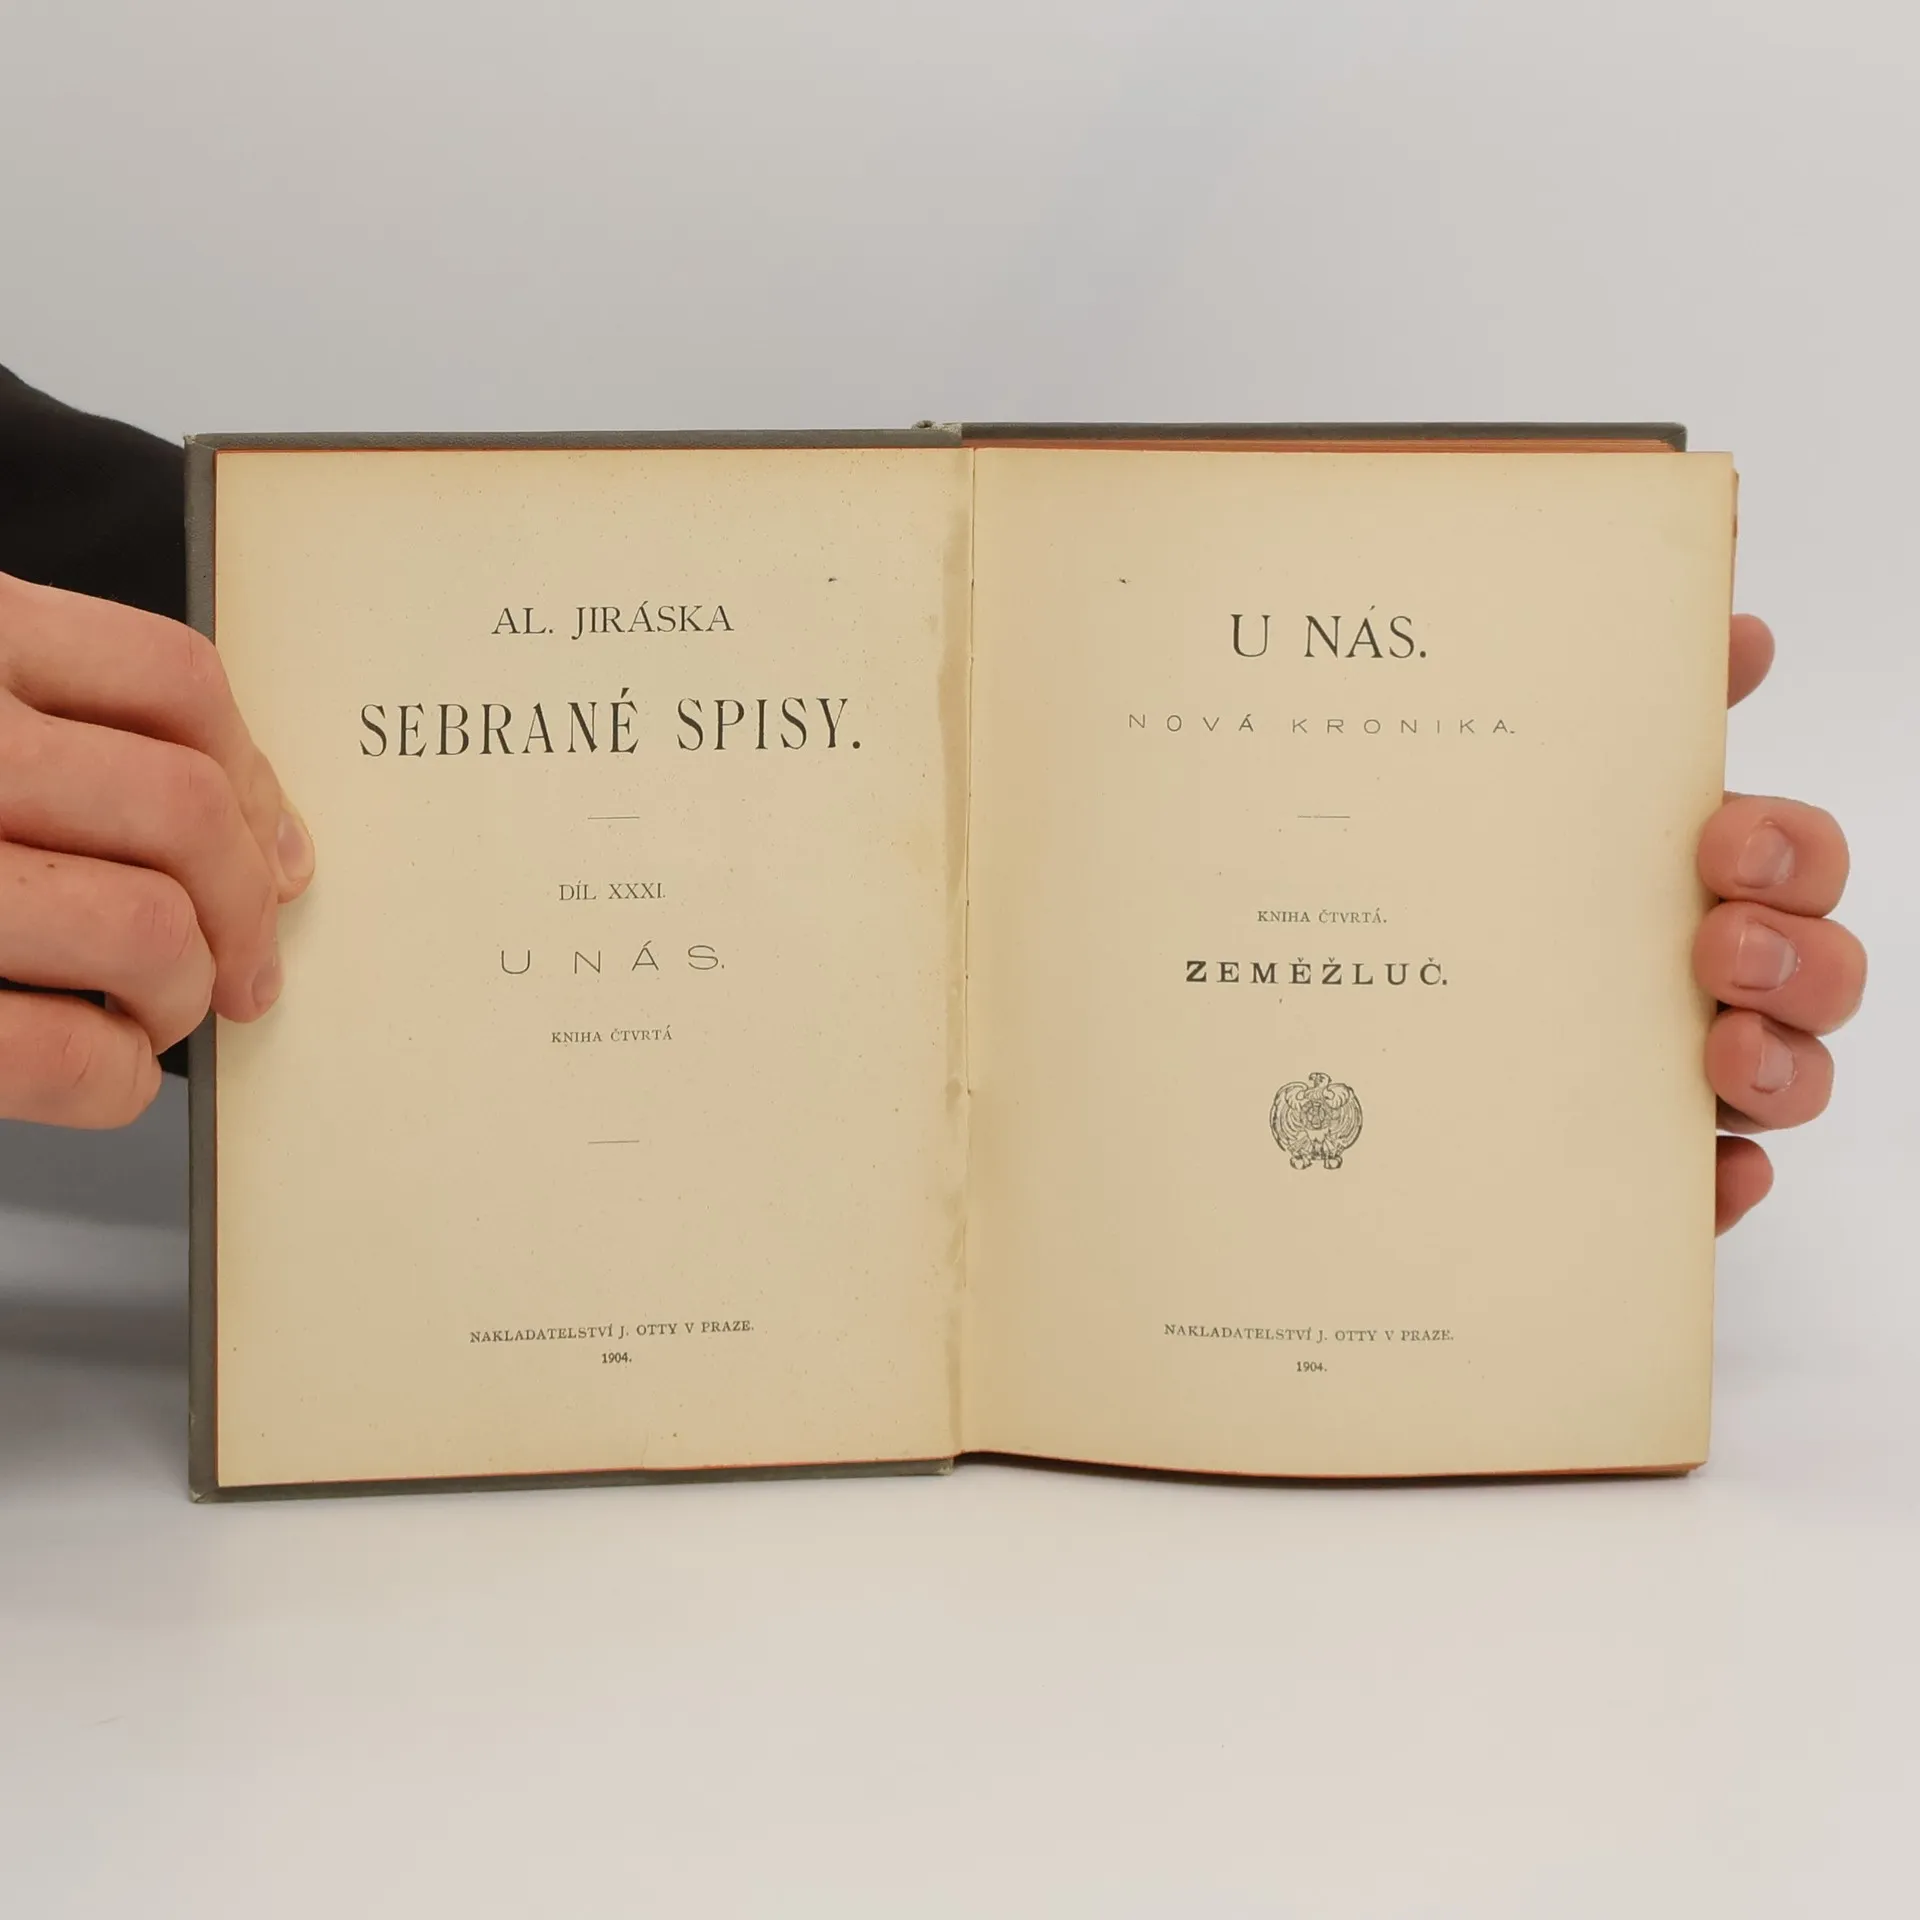 AL. JIRÁSKA
SEBRANÉ SPISY.
DÍL XXXI.
U NÁS.
KNIHA ČTVRTÁ
NAKLADATELSTVÍ J. OTTY V PRAZE.
1904.
U NÁS.
NOVÁ KRONIKA.
KNIHA ČTVRTÁ.
ZEMĚŽLUČ.
NAKLADATELSTVÍ J. OTTY V PRAZE.
1904.